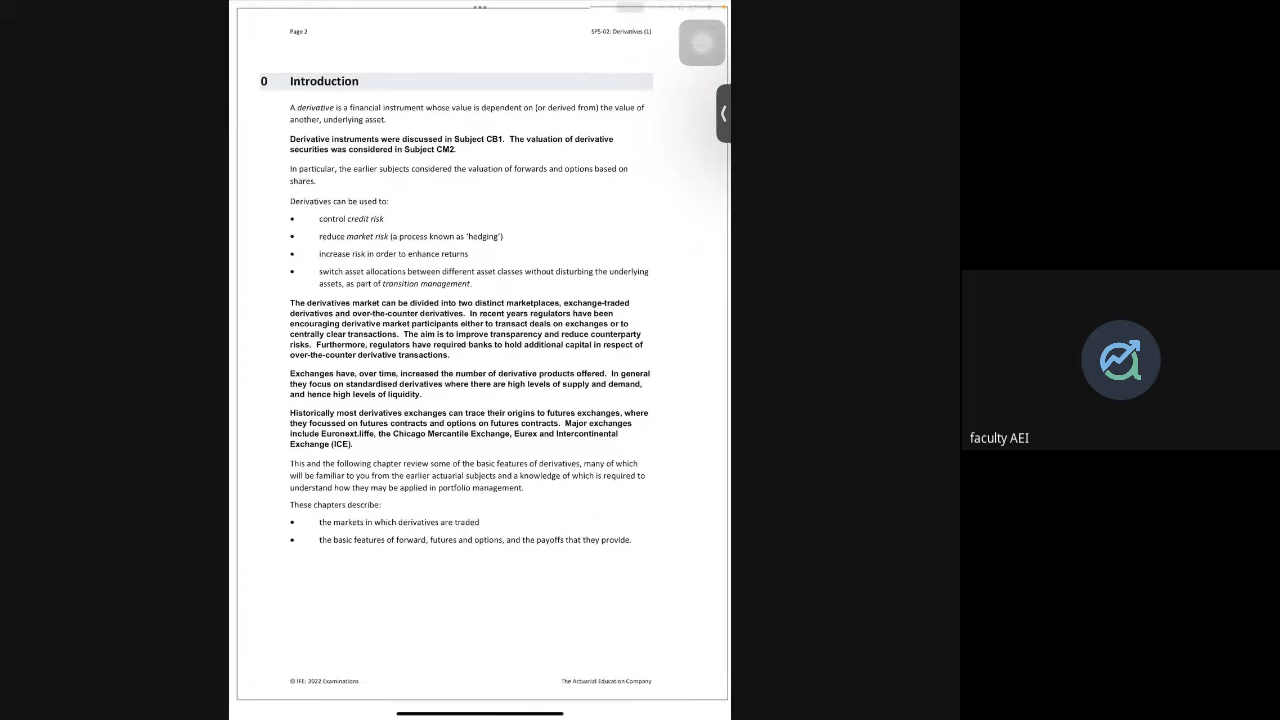 Page 2
SP5-02: Derivatives (1)
0 Introduction
A derivative is a financial instrument whose value is dependent on (or derived from) the value of
another, underlying asset.
Derivative instruments were discussed in Subject CB1. The valuation of derivative
securities was considered in Subject CM2.
In particular, the earlier subjects considered the valuation of forwards and options based on
shares.
Derivatives can be used to:
• control credit risk
• reduce market risk (a process known as ‘hedging’)
• increase risk in order to enhance returns
• switch asset allocations between different asset classes without disturbing the underlying
assets, as part of transition management.
The derivatives market can be divided into two distinct marketplaces, exchange-traded
derivatives and over-the-counter derivatives. In recent years regulators have been
encouraging derivative market participants either to transact deals on exchanges or to
centrally clear transactions. The aim is to improve transparency and reduce counterparty
risks. Furthermore, regulators have required banks to hold additional capital in respect of
over-the-counter derivative transactions.
Exchanges have, over time, increased the number of derivative products offered. In general
they focus on standardised derivatives where there are high levels of supply and demand,
and hence high levels of liquidity.
Historically most derivatives exchanges can trace their origins to futures exchanges, where
they focussed on futures contracts and options on futures contracts. Major exchanges
include Euronext.liffe, the Chicago Mercantile Exchange, Eurex and Intercontinental
Exchange (ICE).
This and the following chapter review some of the basic features of derivatives, many of which
will be familiar to you from the earlier actuarial subjects and a knowledge of which is required to
understand how they may be applied in portfolio management.
These chapters describe:
• the markets in which derivatives are traded
• the basic features of forward, futures and options, and the payoffs that they provide.
© IFE: 2022 Examinations
The Actuarial Education Company
faculty AEI